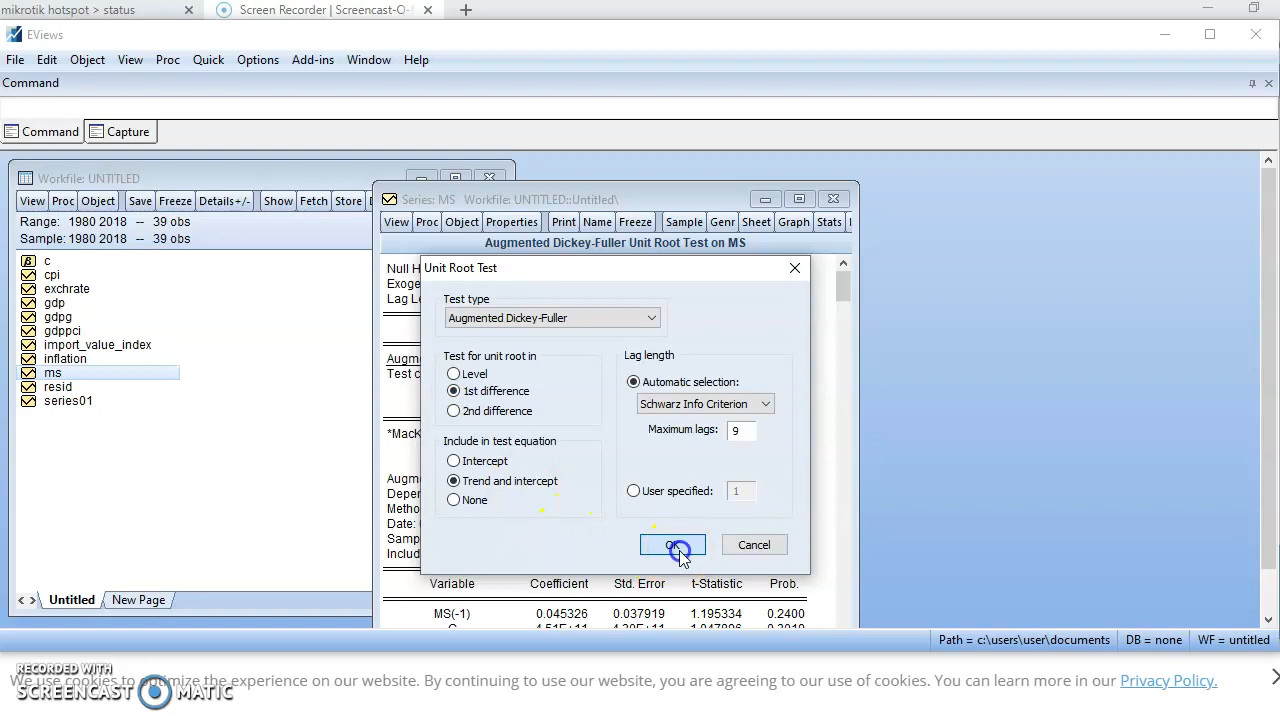 mikrotik hotspot > status
Screen Recorder | Screencast-O-
EViews
File Edit Object View Proc Quick Options Add-ins Window Help
Command
Command Capture
Workfile: UNTITLED
View Proc Object Save Freeze Details+/- Show Fetch Store
Range: 1980 2018 -- 39 obs
Sample: 1980 2018 -- 39 obs
c
cpi
exchrate
gdp
gdpg
gdppci
import_value_index
inflation
ms
resid
series01
Untitled New Page
Series: MS Workfile: UNTITLED::Untitled\
View Proc Object Properties Print Name Freeze Sample Genr Sheet Graph Stats
Augmented Dickey-Fuller Unit Root Test on MS
Null H
Exoge
Lag Le
Augm
Test c
*MacK
Augm
Depen
Metho
Date: 
Samp
Includ
Unit Root Test
Test type
Augmented Dickey-Fuller
Test for unit root in
Level
1st difference
2nd difference
Include in test equation
Intercept
Trend and intercept
None
Lag length
Automatic selection:
Schwarz Info Criterion
Maximum lags: 9
User specified: 1
OK Cancel
Variable Coefficient Std. Error t-Statistic Prob.
MS(-1) 0.045326 0.037919 1.195334 0.2400
Path = c:\users\user\documents DB = none WF = untitled
RECORDED WITH
SCREENCAST MATIC
We use cookies to optimize the experience on our website. By continuing to use our website, you are agreeing to our use of cookies. You can learn more in our Privacy Policy.